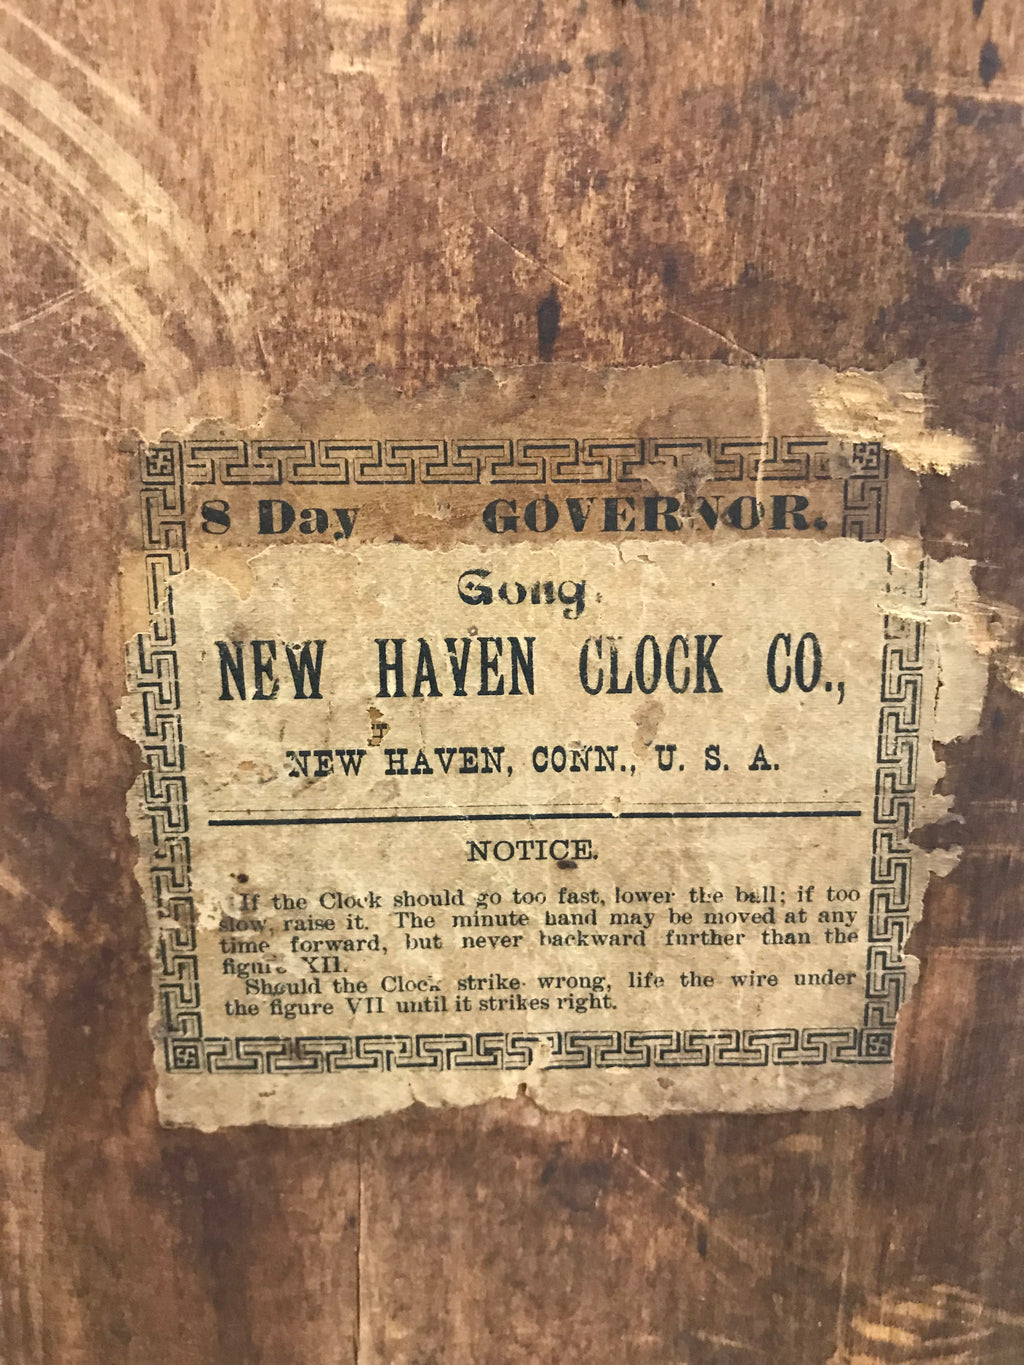 8 Day GOVERNOR.
Gong.
NEW HAVEN CLOCK CO.,
NEW HAVEN, CONN., U. S. A.
NOTICE.
If the Clock should go too fast, lower the ball; if too
slow, raise it. The minute hand may be moved at any
time forward, but never backward further than the
figure XII.
Should the Clock strike wrong, life the wire under
the figure VII until it strikes right.